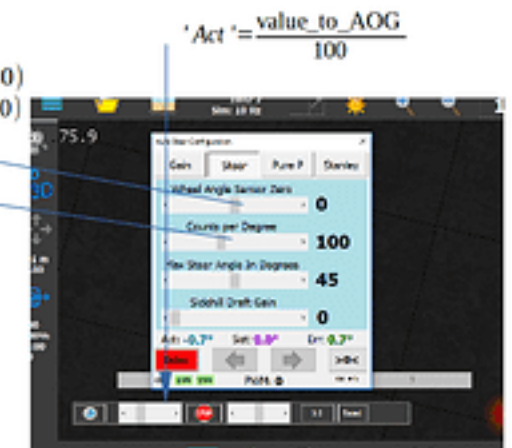 'Act '= value_to_AOG
100
0)
0)
75.9
Gain Steer Pure P Stanley
Wheel Angle Sensor Zero
0
Counts per Degree
100
Max Steer Angle in Degrees
45
Sidehill Draft Gain
0
Act: -0.7° Set: 0.0° Err: 0.7°
>0<